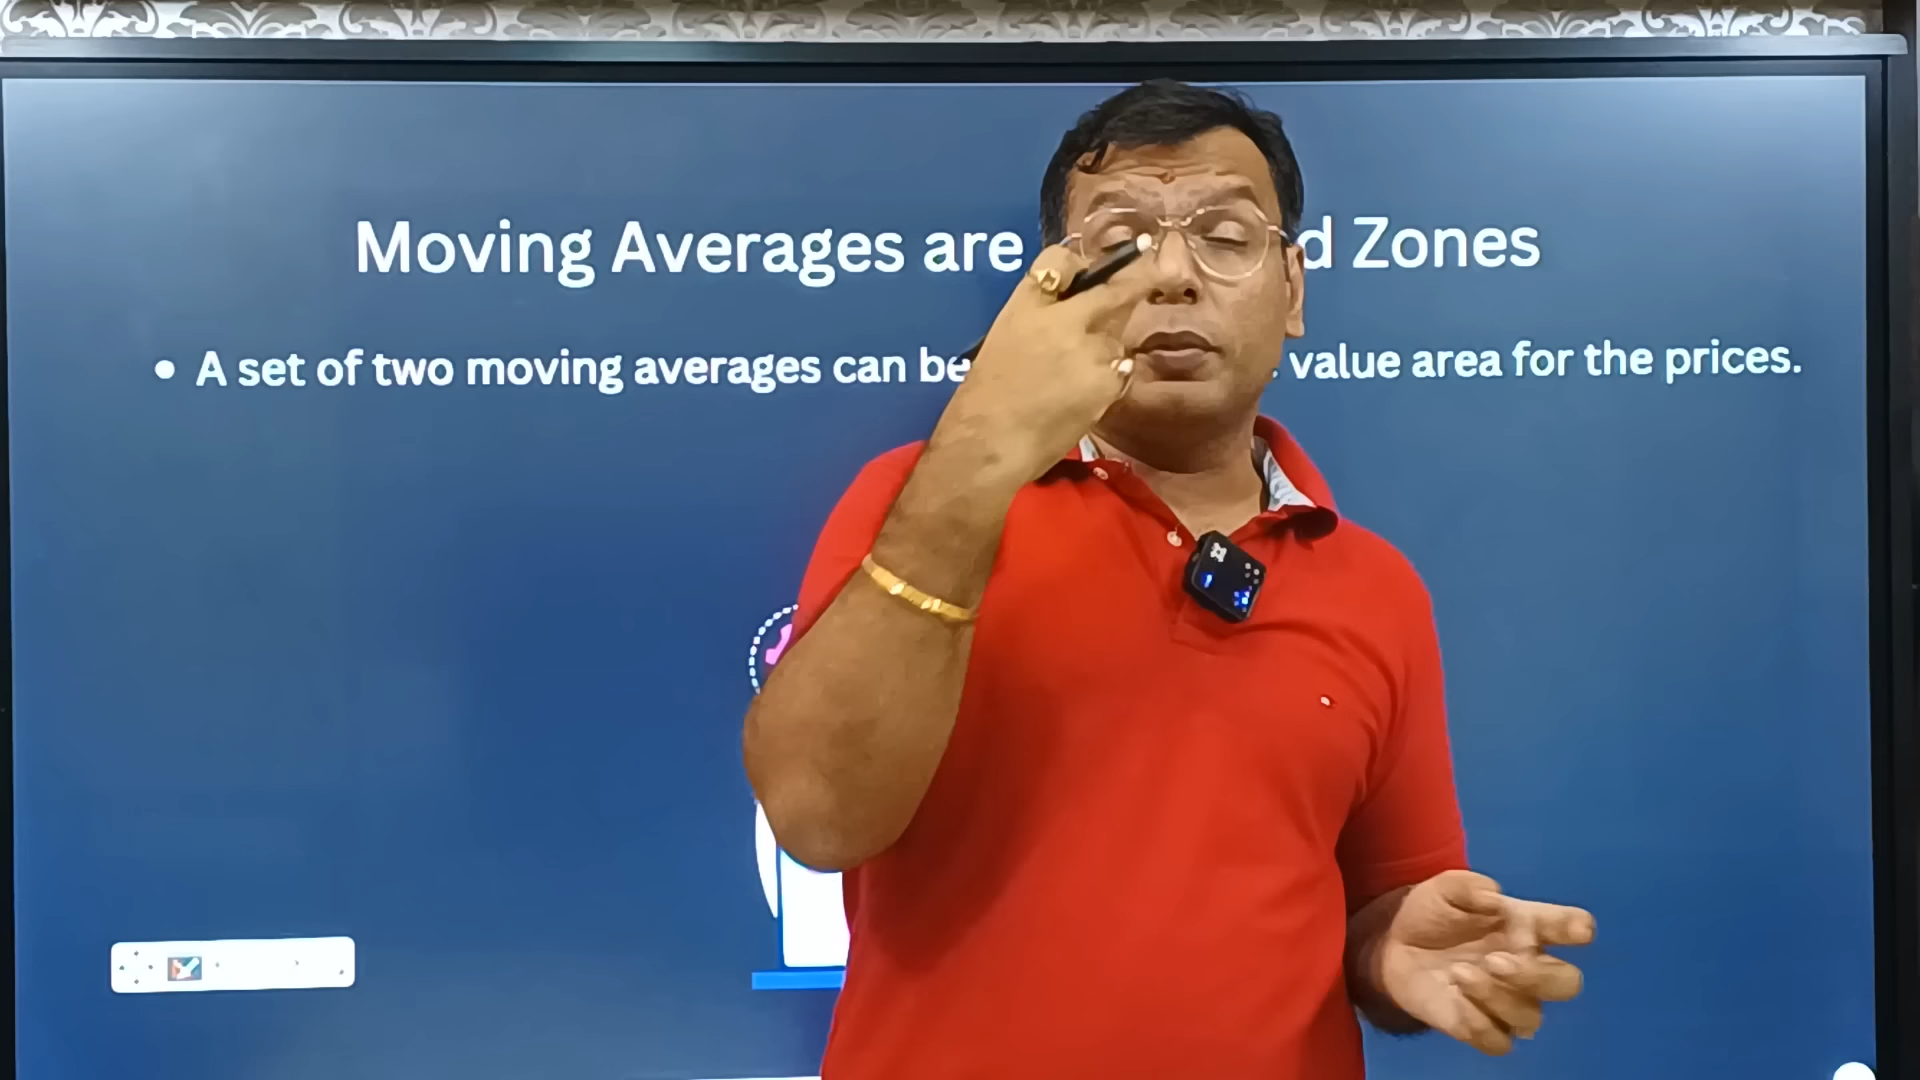 Moving Averages are d Zones
• A set of two moving averages can be value area for the prices.